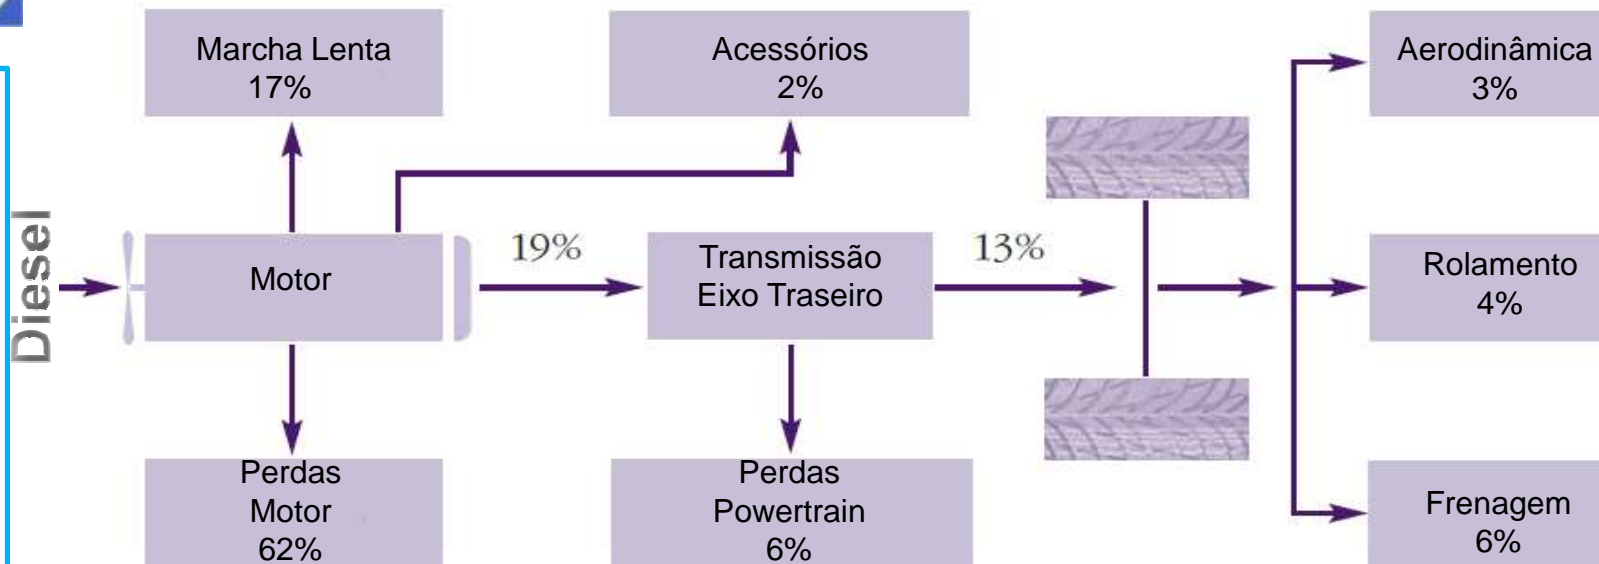 Marcha Lenta
17%
Acessórios
2%
Aerodinâmica
3%
Diesel
Motor
19%
Transmissão
Eixo Traseiro
13%
Rolamento
4%
Perdas
Motor
62%
Perdas
Powertrain
6%
Frenagem
6%